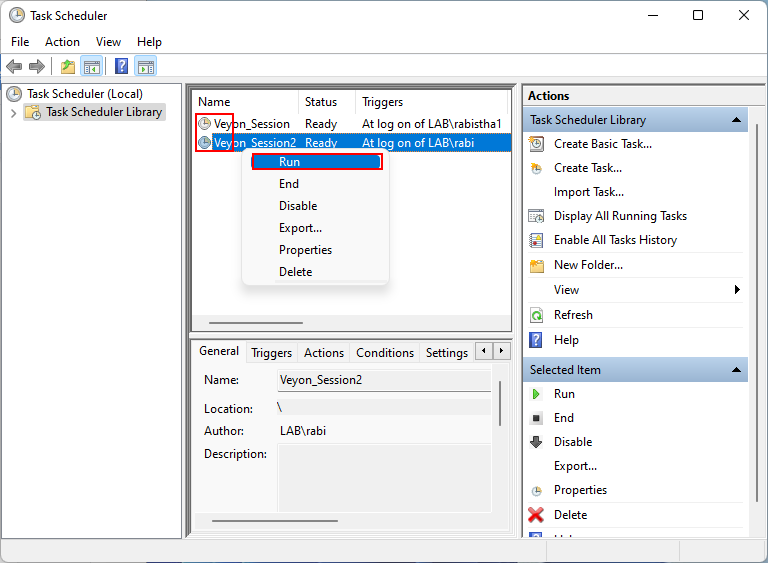 Task Scheduler
File Action View Help
Task Scheduler (Local)
Task Scheduler Library
Name Status Triggers
Veyon_Session Ready At log on of LAB\rabistha1
Veyon_Session2 Ready At log on of LAB\rabi
Run
End
Disable
Export...
Properties
Delete
General Triggers Actions Conditions Settings
Name: Veyon_Session2
Location: \
Author: LAB\rabi
Description:
Actions
Task Scheduler Library
Create Basic Task...
Create Task...
Import Task...
Display All Running Tasks
Enable All Tasks History
New Folder...
View
Refresh
Help
Selected Item
Run
End
Disable
Export...
Properties
Delete